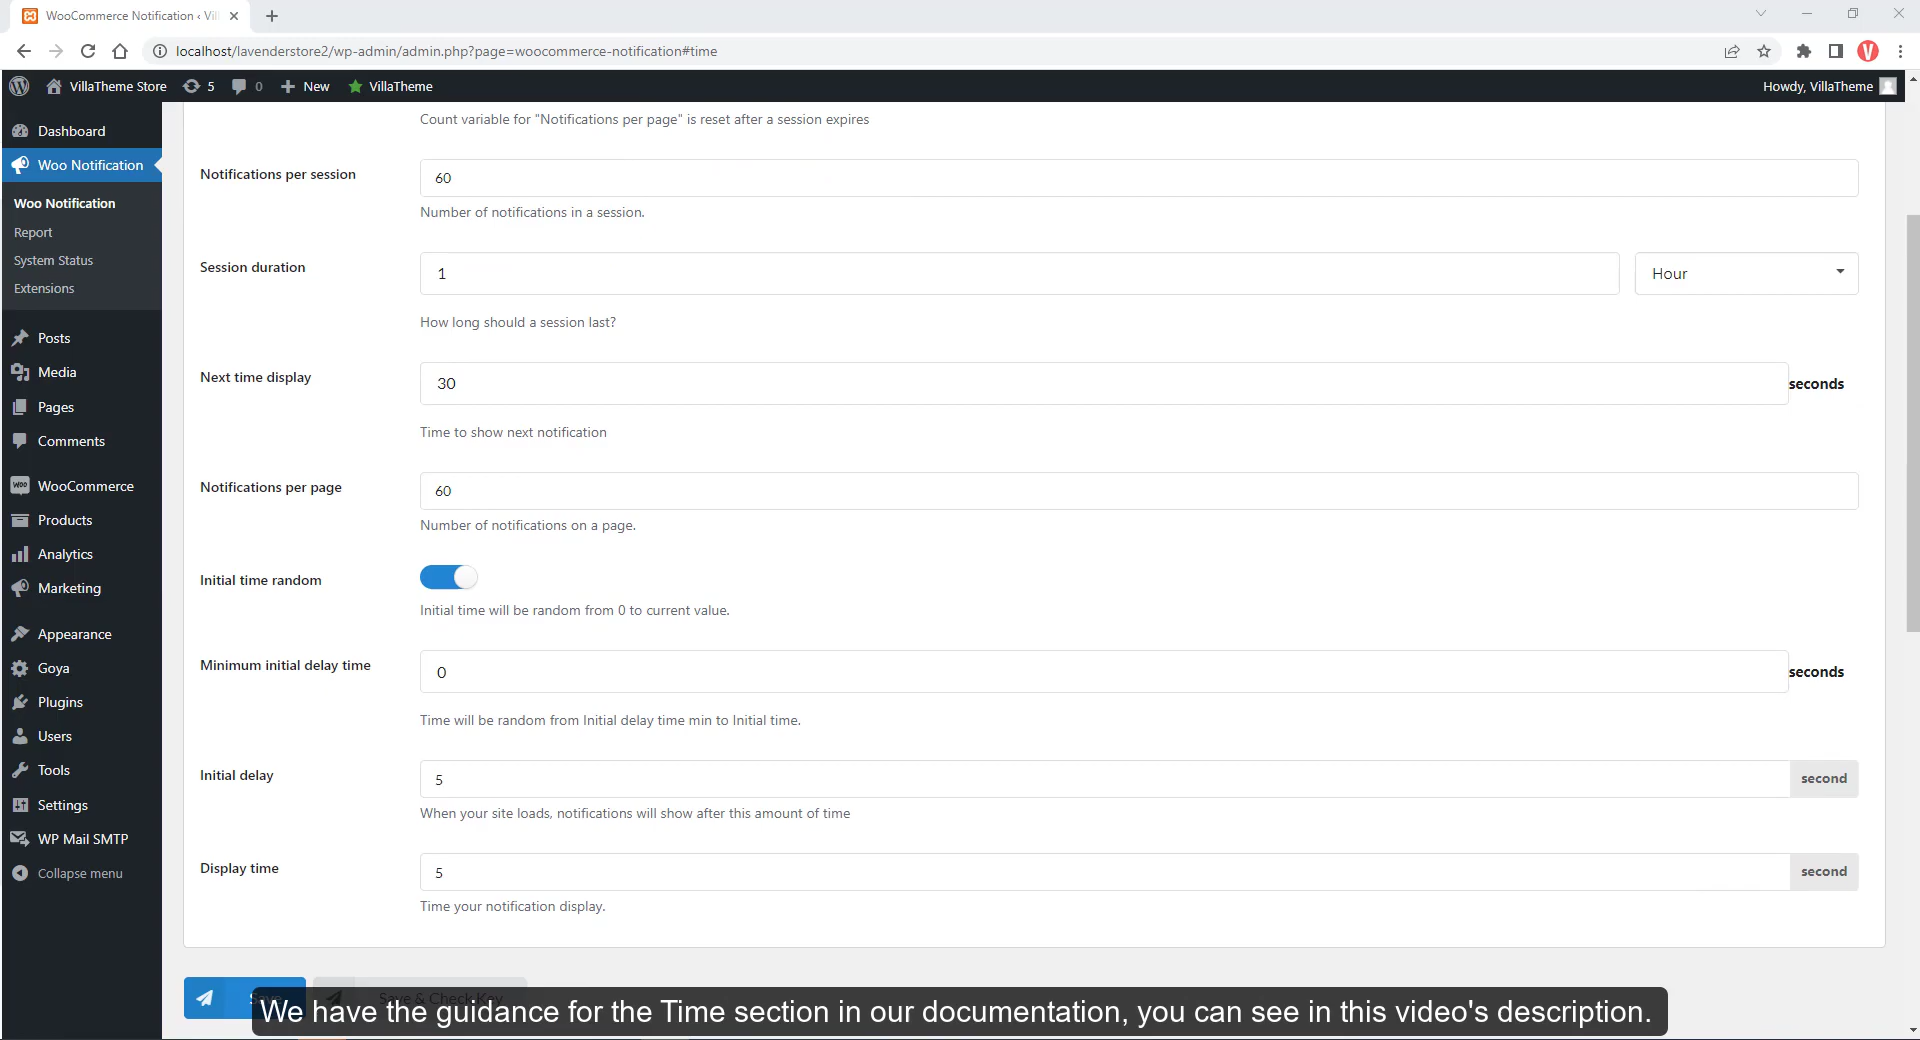 WooCommerce Notification ‹ Vil
localhost/lavenderstore2/wp-admin/admin.php?page=woocommerce-notification#time
VillaTheme Store 5 0 New VillaTheme Howdy, VillaTheme
Dashboard
Woo Notification
Woo Notification
Report
System Status
Extensions
Posts
Media
Pages
Comments
WooCommerce
Products
Analytics
Marketing
Appearance
Goya
Plugins
Users
Tools
Settings
WP Mail SMTP
Collapse menu
Count variable for "Notifications per page" is reset after a session expires
Notifications per session 60
Number of notifications in a session.
Session duration 1 Hour
How long should a session last?
Next time display 30 seconds
Time to show next notification
Notifications per page 60
Number of notifications on a page.
Initial time random
Initial time will be random from 0 to current value.
Minimum initial delay time 0 seconds
Time will be random from Initial delay time min to Initial time.
Initial delay 5 second
When your site loads, notifications will show after this amount of time
Display time 5 second
Time your notification display.
Save Save & Check Key
We have the guidance for the Time section in our documentation, you can see in this video's description.